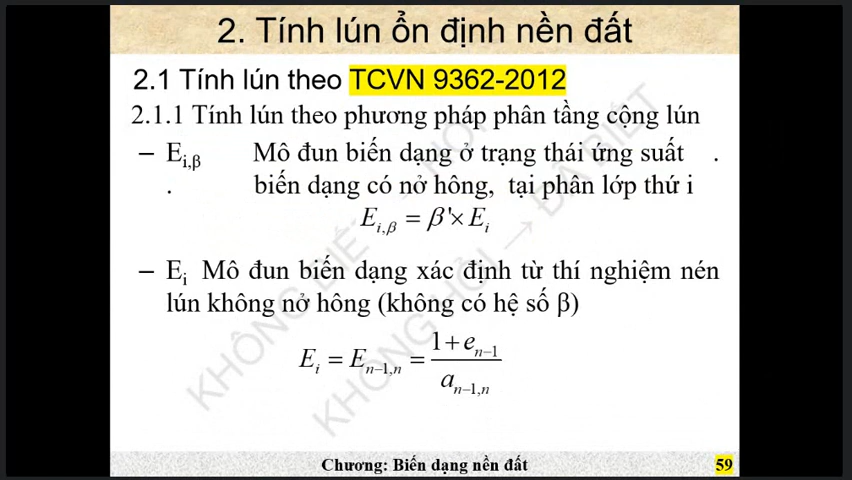 2. Tính lún ổn định nền đất
2.1 Tính lún theo TCVN 9362-2012
2.1.1 Tính lún theo phương pháp phân tầng cộng lún
– Ei,β Mô đun biến dạng ở trạng thái ứng suất .
. biến dạng có nở hông, tại phân lớp thứ i
Ei,β = β'× Ei
– Ei Mô đun biến dạng xác định từ thí nghiệm nén
lún không nở hông (không có hệ số β)
Ei = En−1,n = (1 + en−1) / an−1,n
Chương: Biến dạng nền đất 59